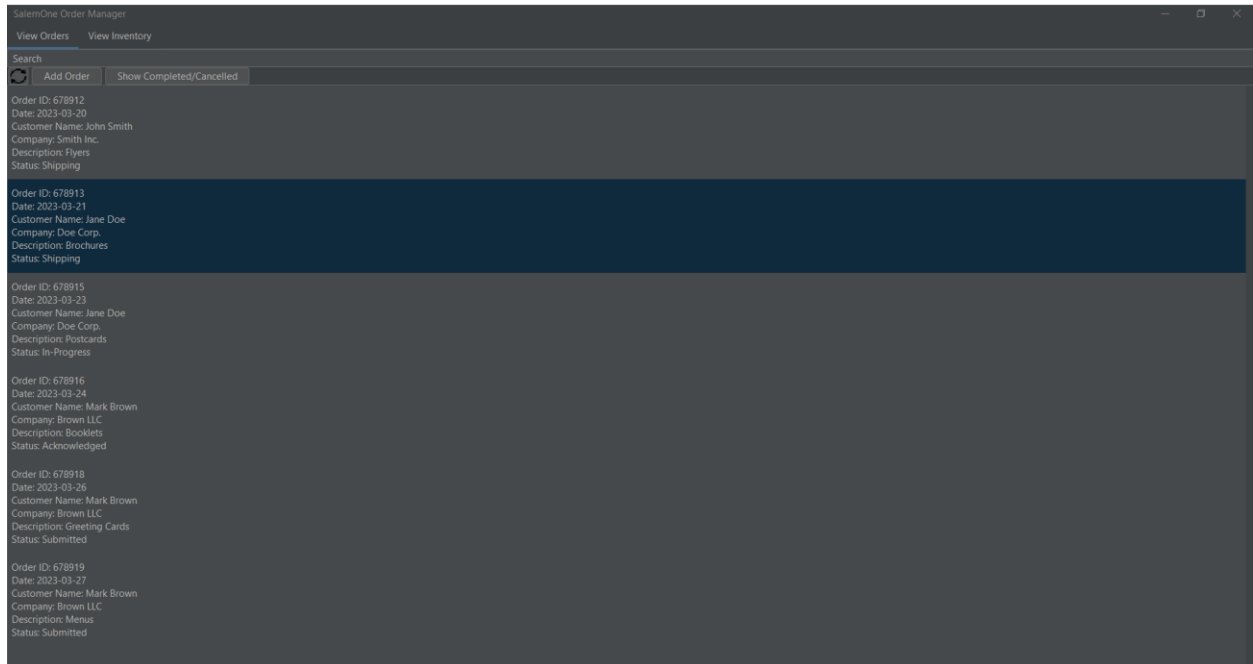 SalemOne Order Manager
View Orders View Inventory
Search
Add Order Show Completed/Cancelled
Order ID: 678912
Date: 2023-03-20
Customer Name: John Smith
Company: Smith Inc.
Description: Flyers
Status: Shipping
Order ID: 678913
Date: 2023-03-21
Customer Name: Jane Doe
Company: Doe Corp.
Description: Brochures
Status: Shipping
Order ID: 678915
Date: 2023-03-23
Customer Name: Jane Doe
Company: Doe Corp.
Description: Postcards
Status: In-Progress
Order ID: 678916
Date: 2023-03-24
Customer Name: Mark Brown
Company: Brown LLC
Description: Booklets
Status: Acknowledged
Order ID: 678918
Date: 2023-03-26
Customer Name: Mark Brown
Company: Brown LLC
Description: Greeting Cards
Status: Submitted
Order ID: 678919
Date: 2023-03-27
Customer Name: Mark Brown
Company: Brown LLC
Description: Menus
Status: Submitted